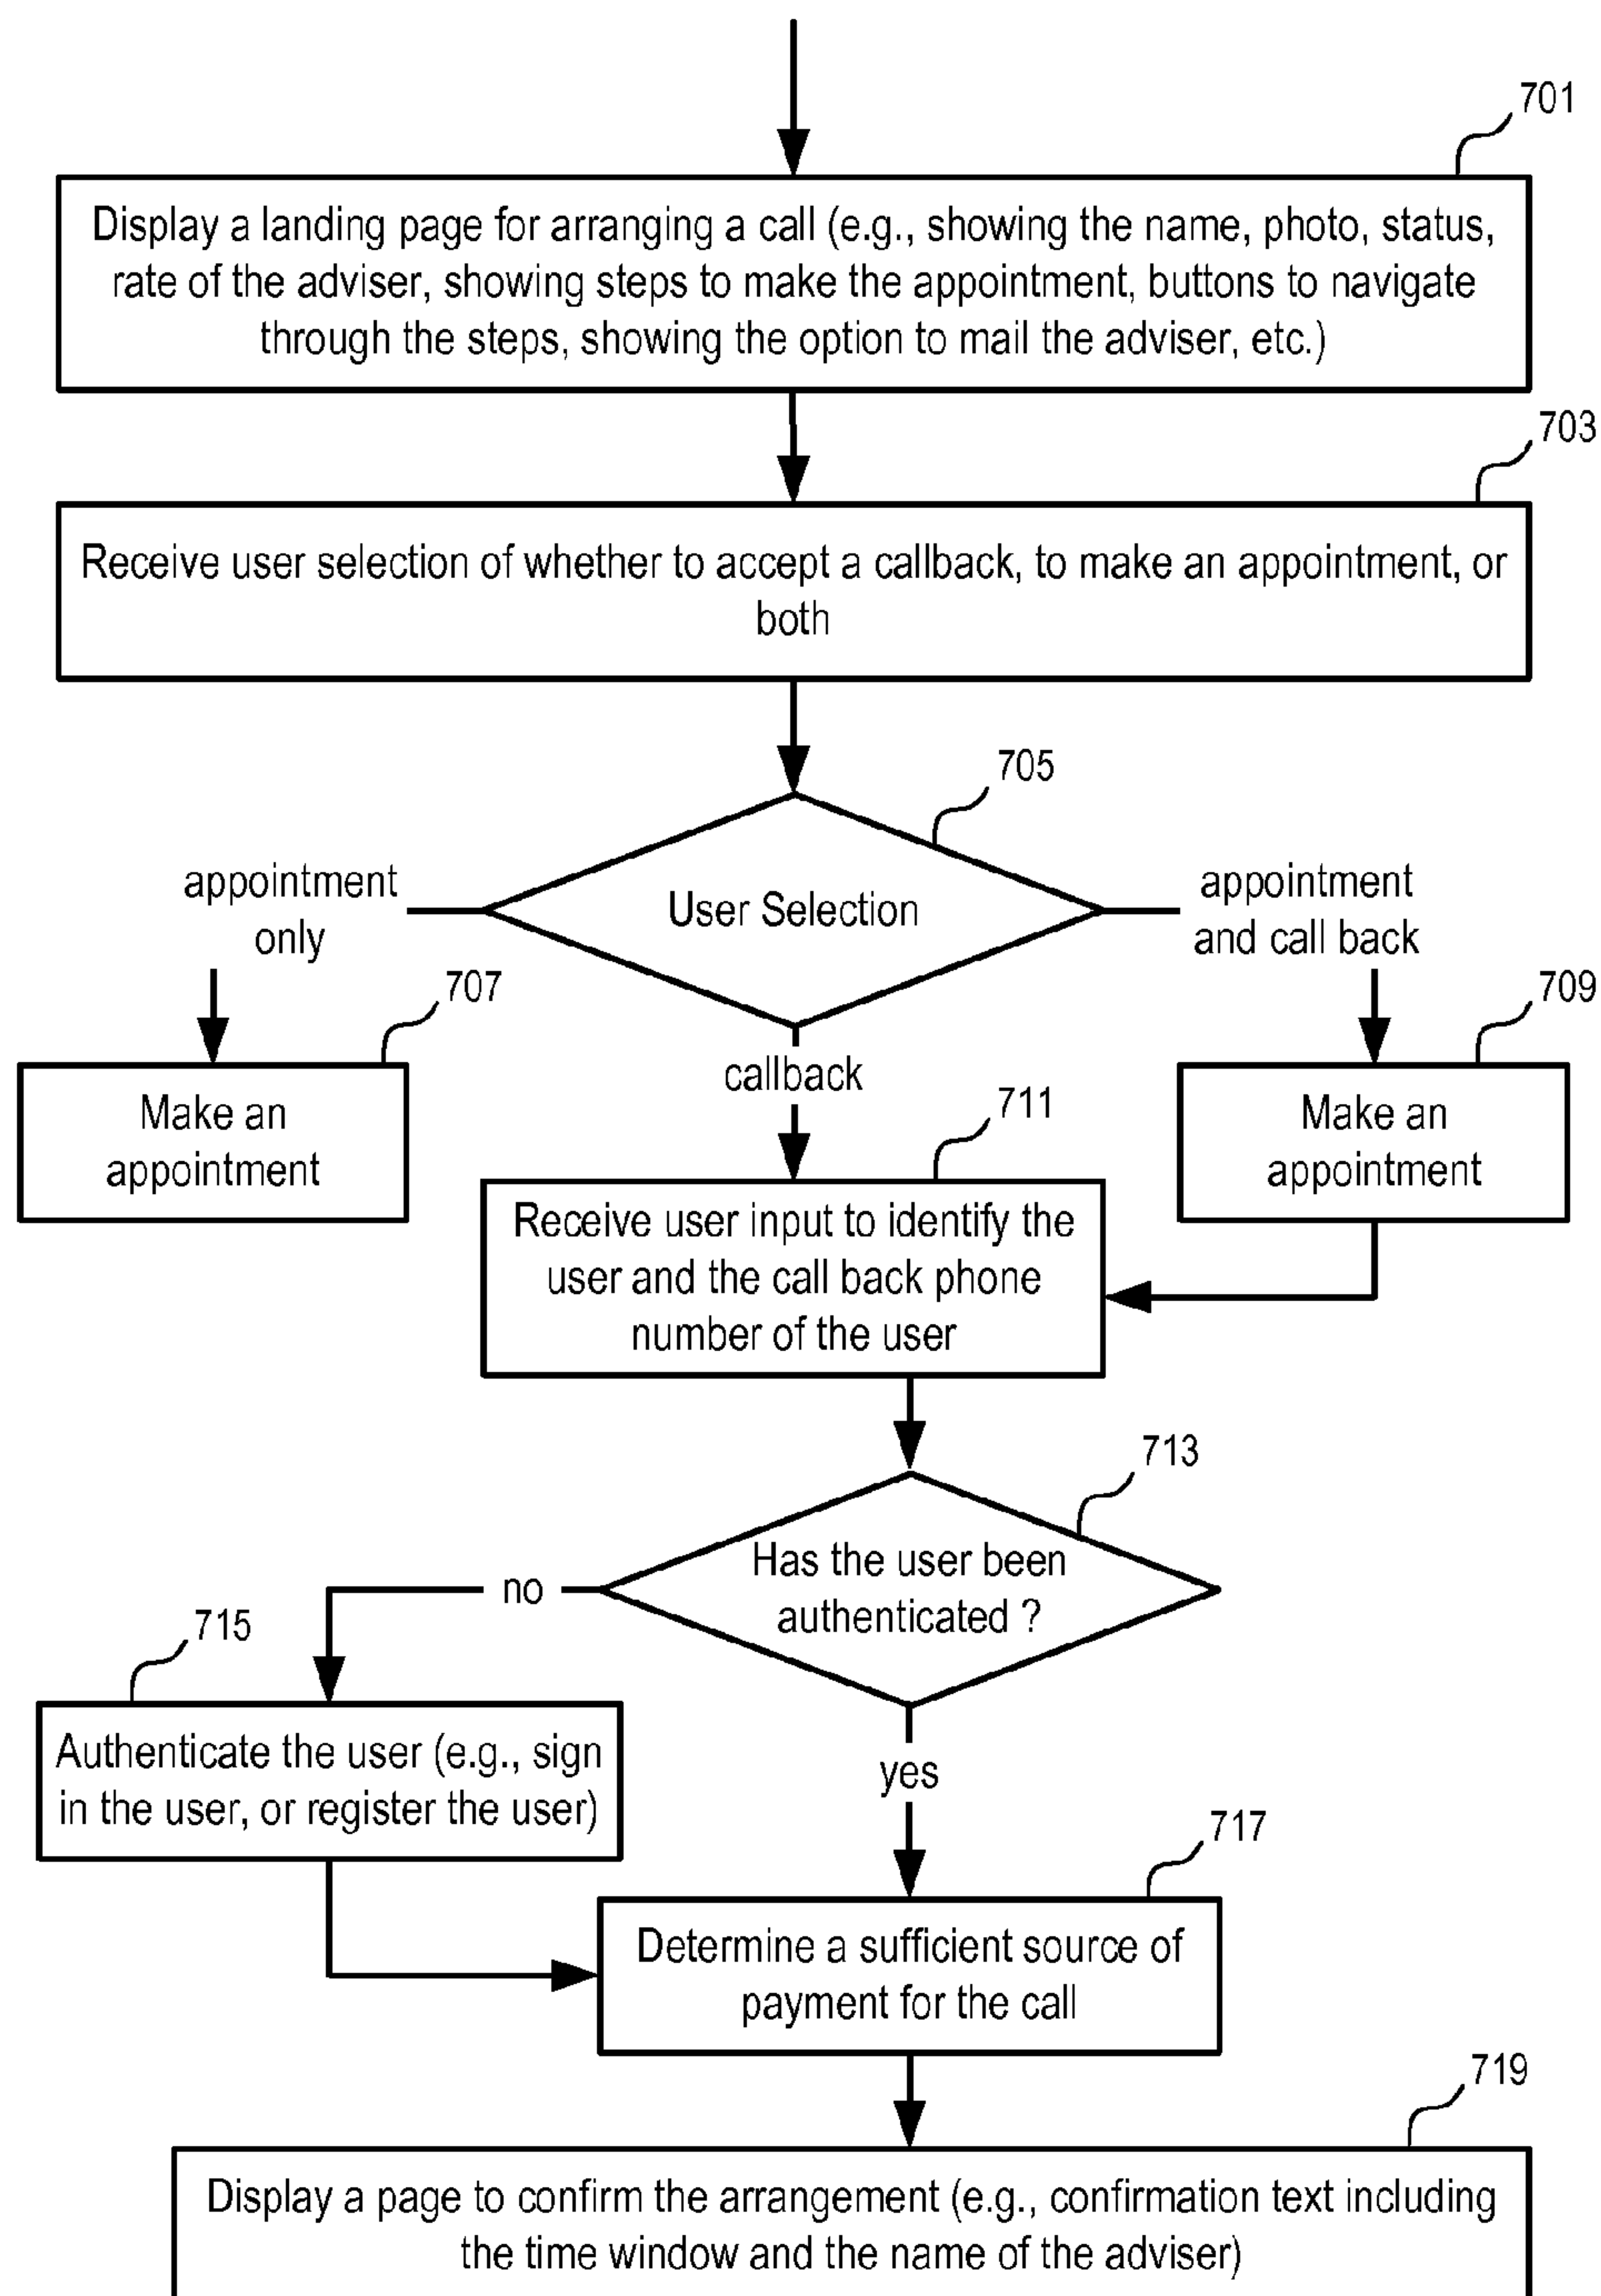 701
Display a landing page for arranging a call (e.g., showing the name, photo, status,
rate of the adviser, showing steps to make the appointment, buttons to navigate
through the steps, showing the option to mail the adviser, etc.)
703
Receive user selection of whether to accept a callback, to make an appointment, or
both
705
User Selection
appointment
only
appointment
and call back
707
Make an
appointment
callback
709
Make an
appointment
711
Receive user input to identify the
user and the call back phone
number of the user
713
Has the user been
authenticated ?
no
715
Authenticate the user (e.g., sign
in the user, or register the user)
yes
717
Determine a sufficient source of
payment for the call
719
Display a page to confirm the arrangement (e.g., confirmation text including
the time window and the name of the adviser)